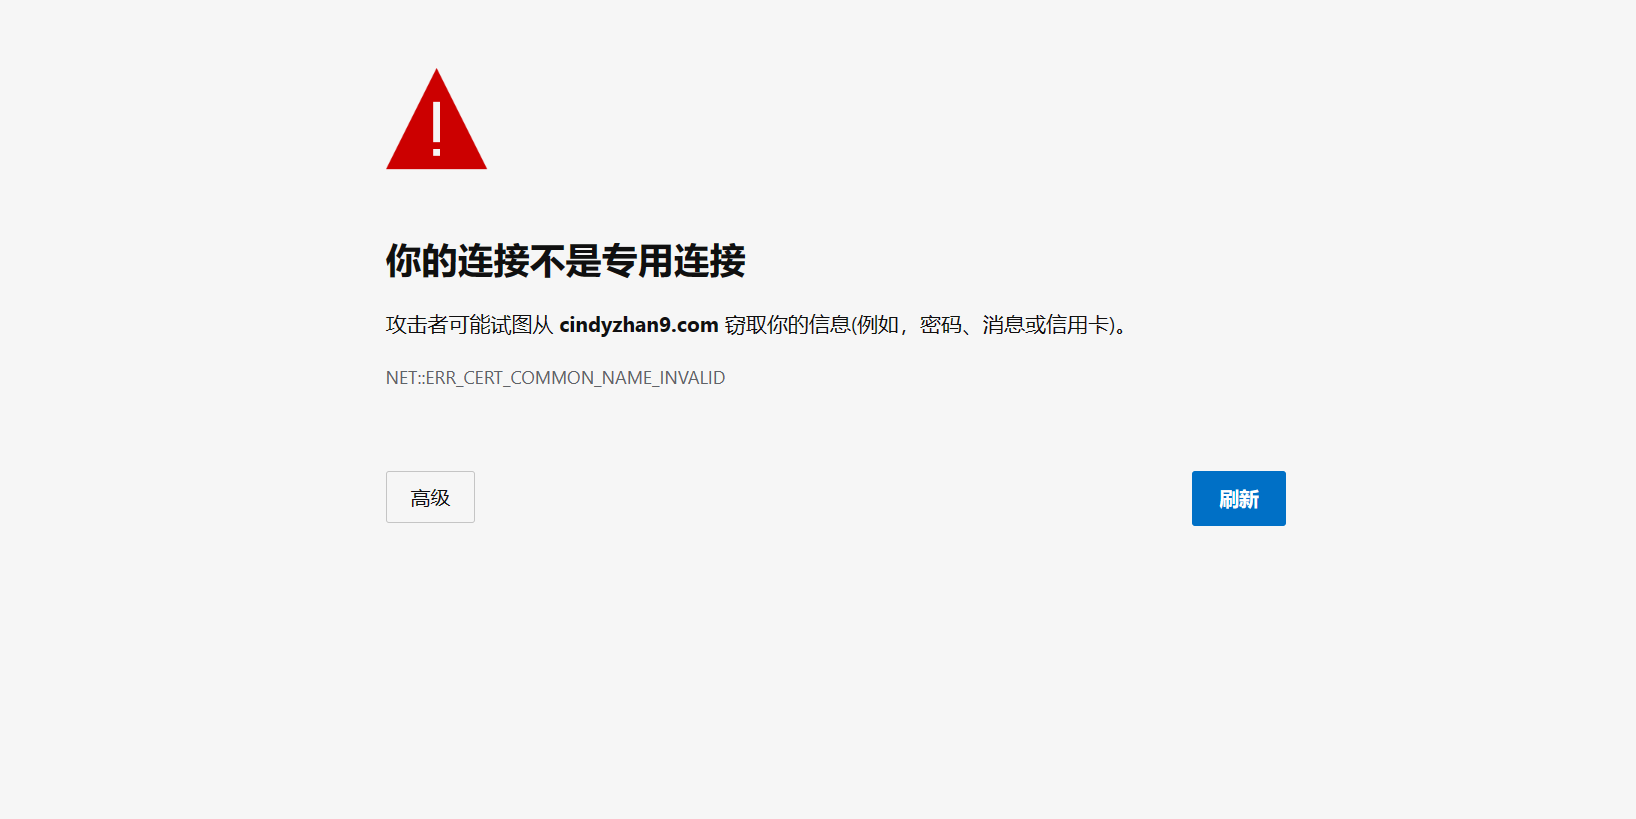 你的连接不是专用连接
攻击者可能试图从 cindyzhan9.com 窃取你的信息(例如，密码、消息或信用卡)。
NET::ERR_CERT_COMMON_NAME_INVALID
高级
刷新